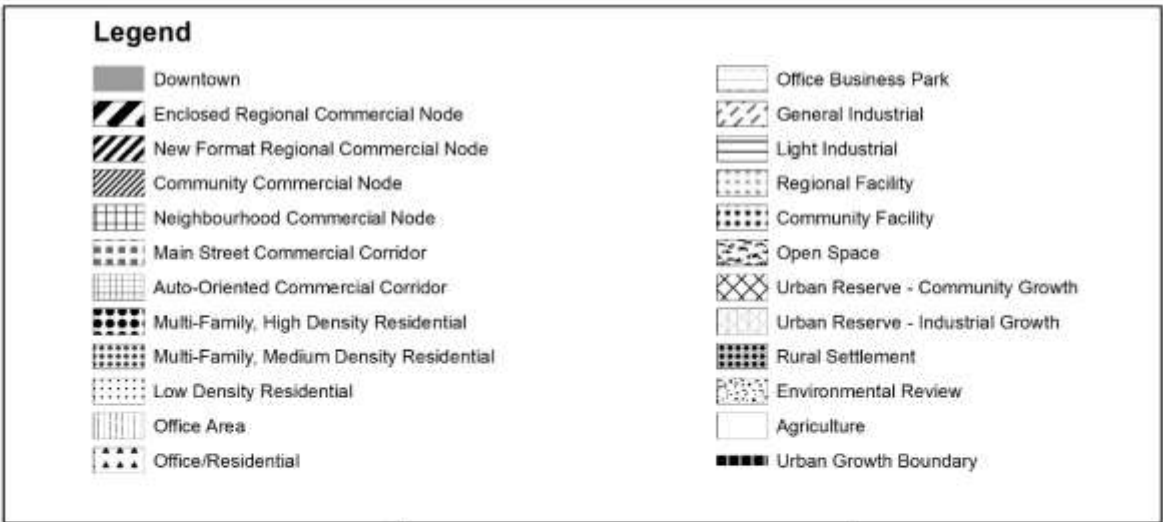 Legend
Downtown
Enclosed Regional Commercial Node
New Format Regional Commercial Node
Community Commercial Node
Neighbourhood Commercial Node
Main Street Commercial Corridor
Auto-Oriented Commercial Corridor
Multi-Family, High Density Residential
Multi-Family, Medium Density Residential
Low Density Residential
Office Area
Office/Residential
Office Business Park
General Industrial
Light Industrial
Regional Facility
Community Facility
Open Space
Urban Reserve - Community Growth
Urban Reserve - Industrial Growth
Rural Settlement
Environmental Review
Agriculture
Urban Growth Boundary